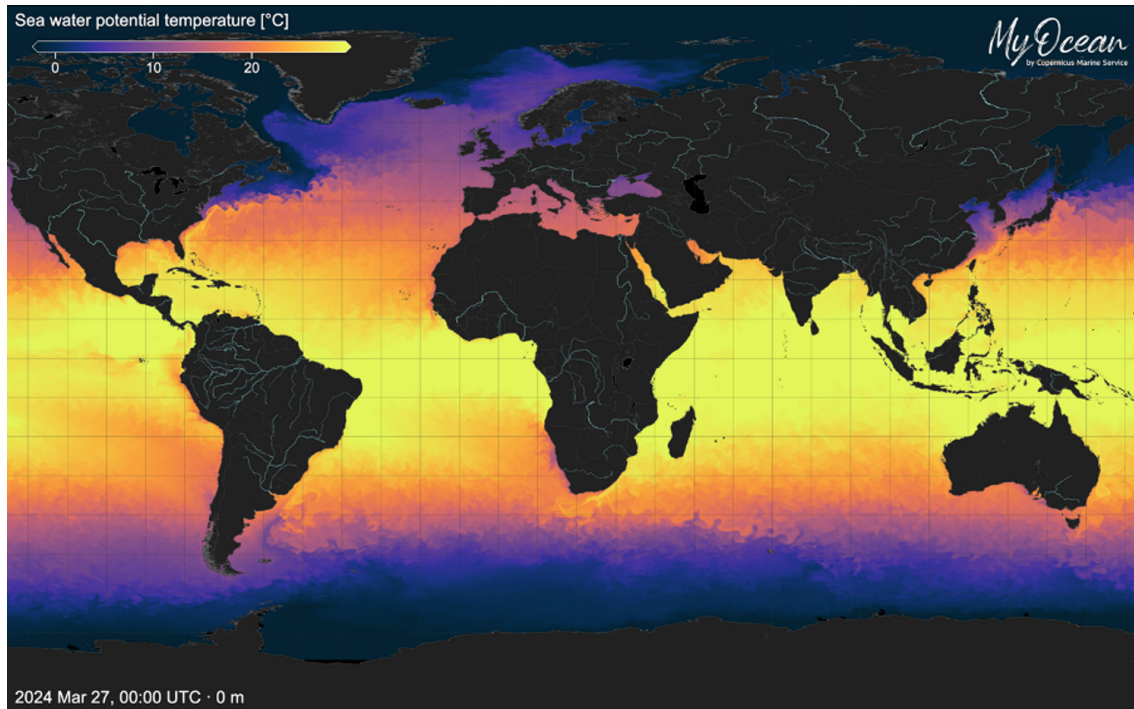 Sea water potential temperature [°C]
0 10 20
MyOcean
by Copernicus Marine Service
2024 Mar 27, 00:00 UTC · 0 m